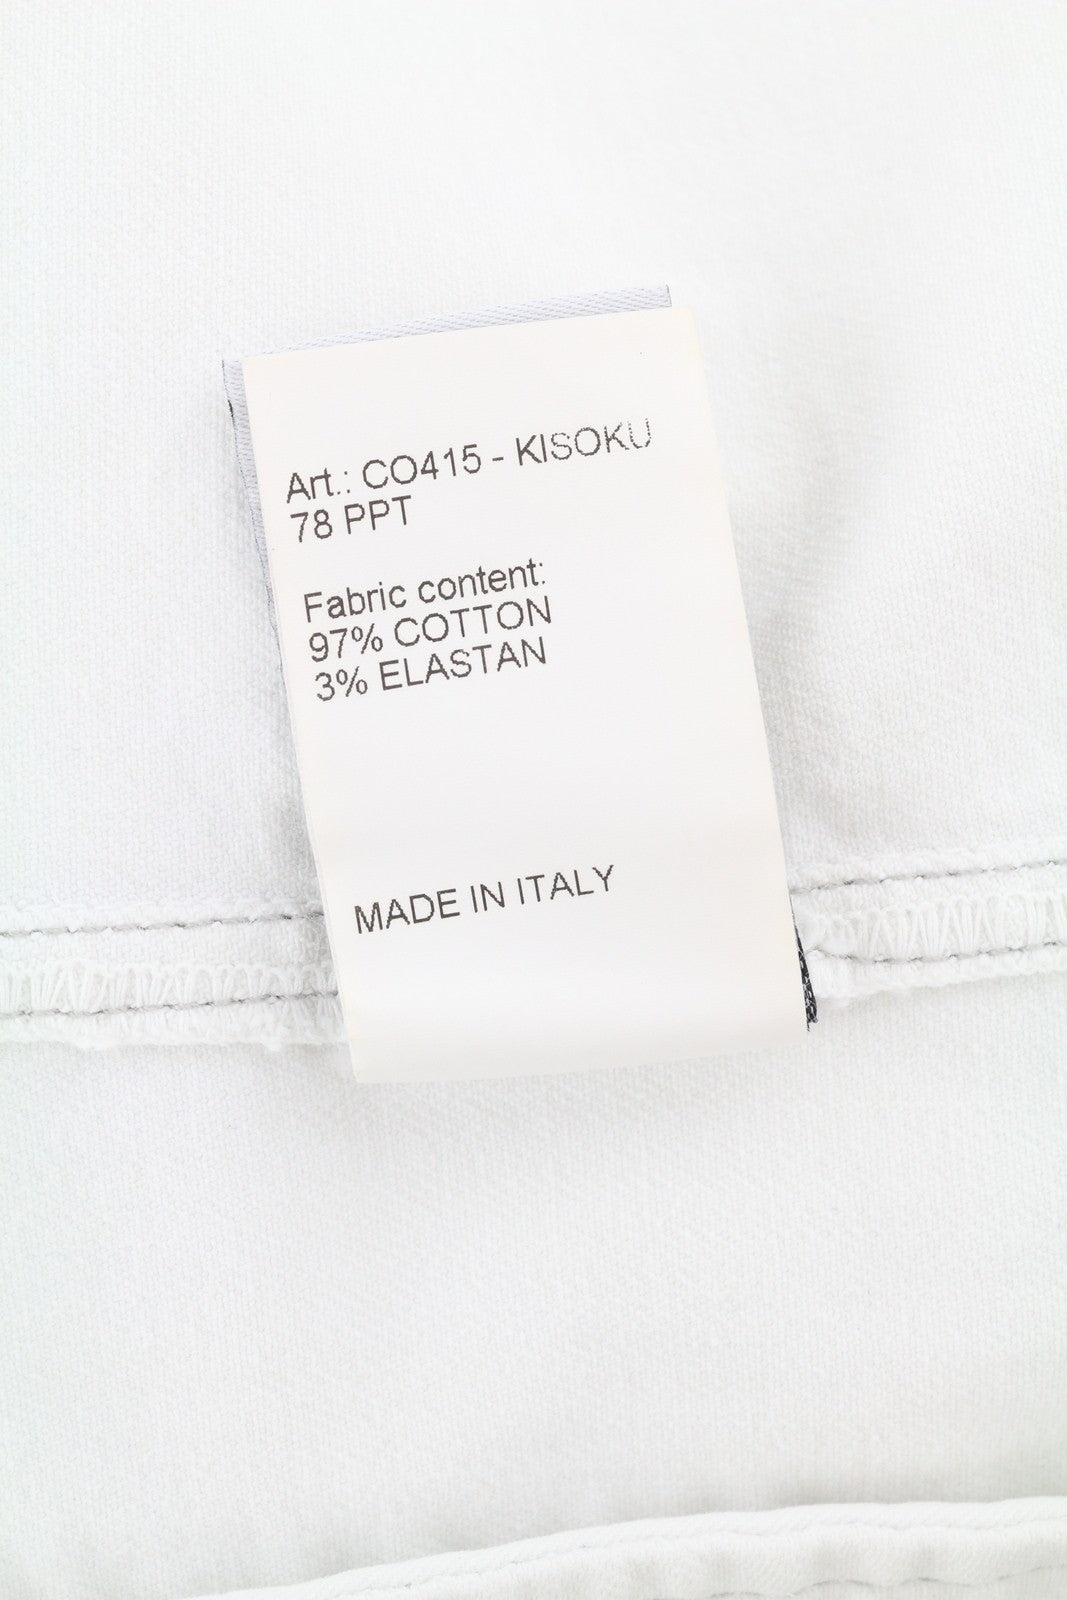 Art.: CO415 - KISOKU
78 PPT
Fabric content:
97% COTTON
3% ELASTAN
MADE IN ITALY